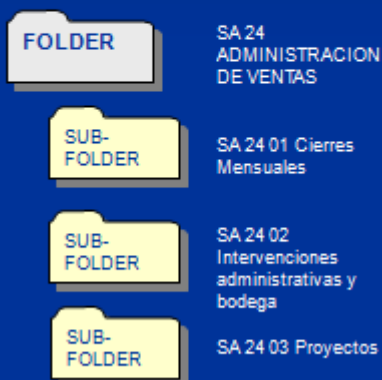 FOLDER
SA 24
ADMINISTRACION
DE VENTAS
SUB-
FOLDER
SA 24 01 Cierres
Mensuales
SUB-
FOLDER
SA 24 02
Intervenciones
administrativas y
bodega
SUB-
FOLDER
SA 24 03 Proyectos